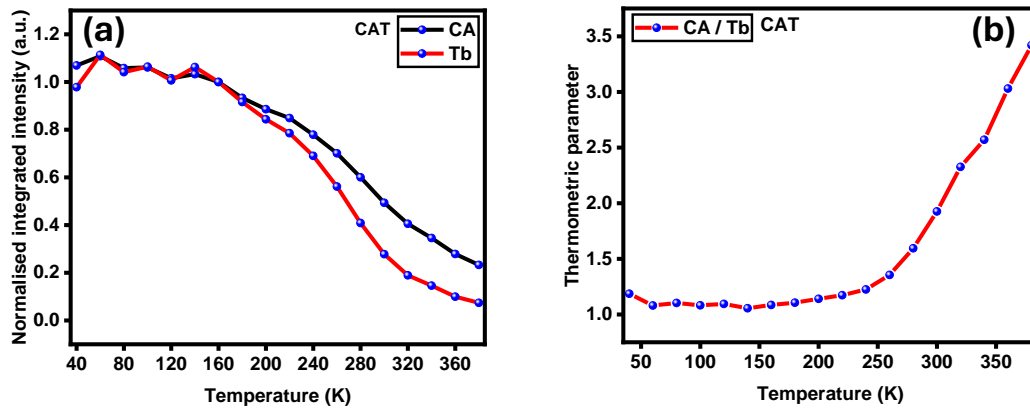 (a)
CAT
CA
Tb
Normalised integrated intensity (a.u.)
1.2
1.0
0.8
0.6
0.4
0.2
0.0
40 80 120 160 200 240 280 320 360
Temperature (K)
CA / Tb CAT
(b)
Thermometric parameter
3.5
3.0
2.5
2.0
1.5
1.0
50 100 150 200 250 300 350
Temperature (K)